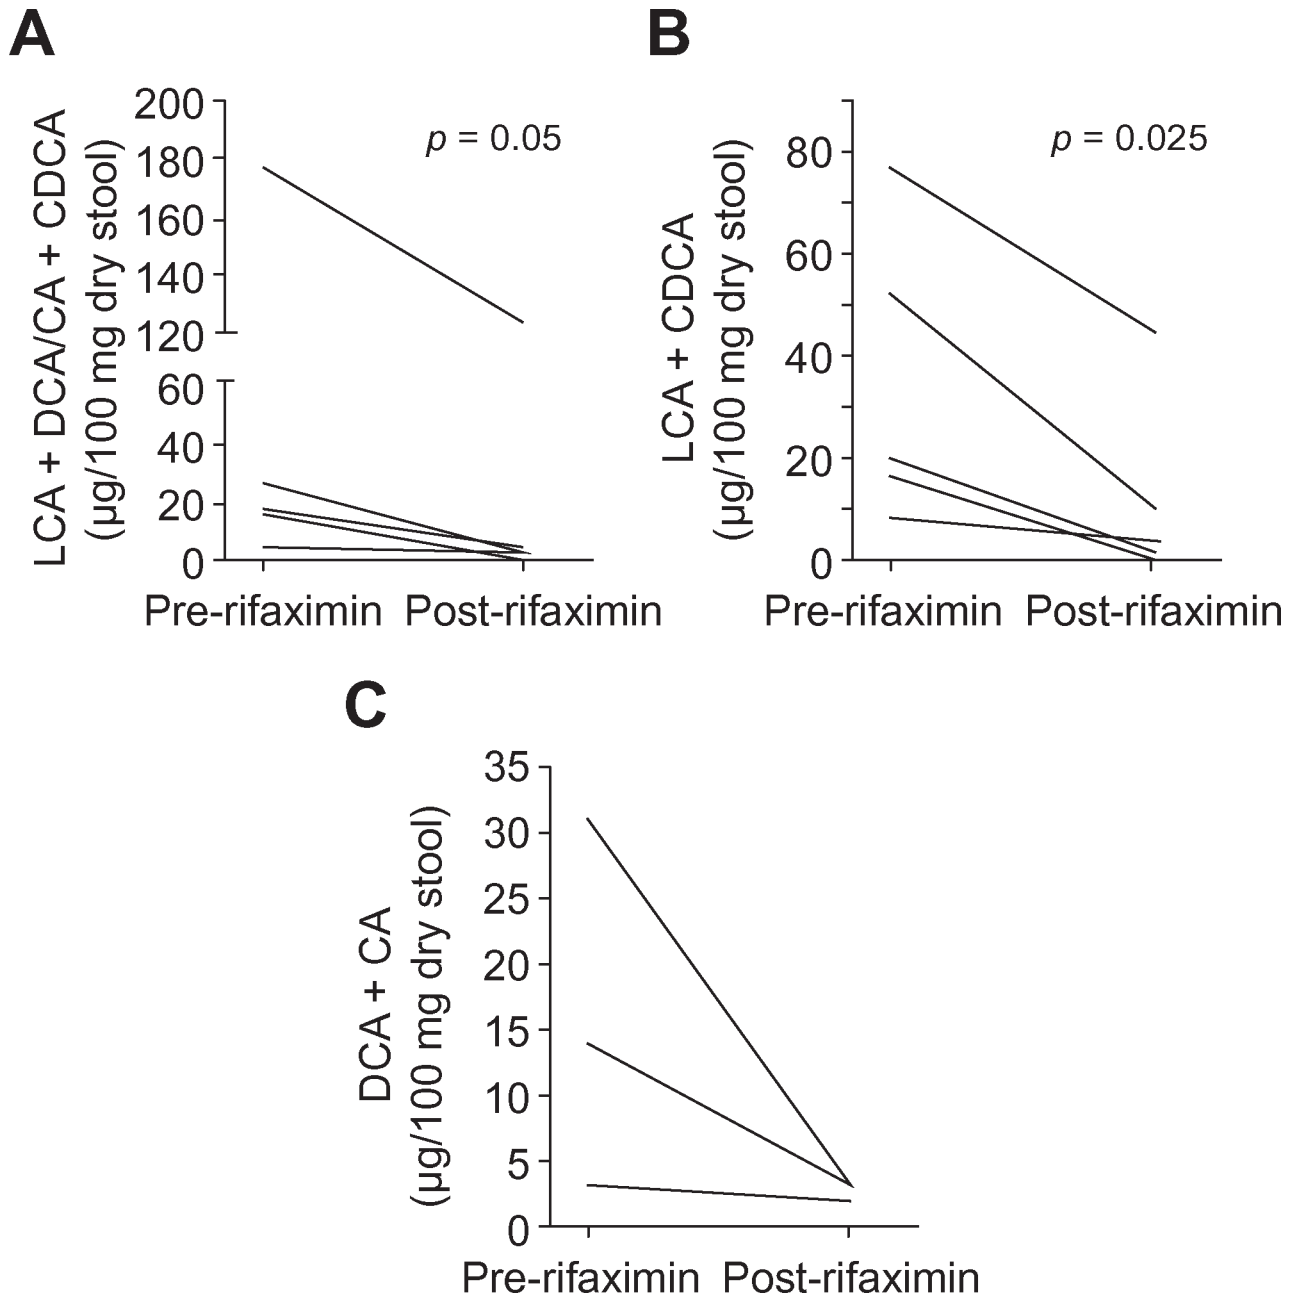 A
LCA + DCA/CA + CDCA
(µg/100 mg dry stool)
200
180
160
140
120
60
40
20
0
p = 0.05
Pre-rifaximin Post-rifaximin
B
LCA + CDCA
(µg/100 mg dry stool)
80
60
40
20
0
p = 0.025
Pre-rifaximin Post-rifaximin
C
DCA + CA
(µg/100 mg dry stool)
35
30
25
20
15
10
5
0
Pre-rifaximin Post-rifaximin